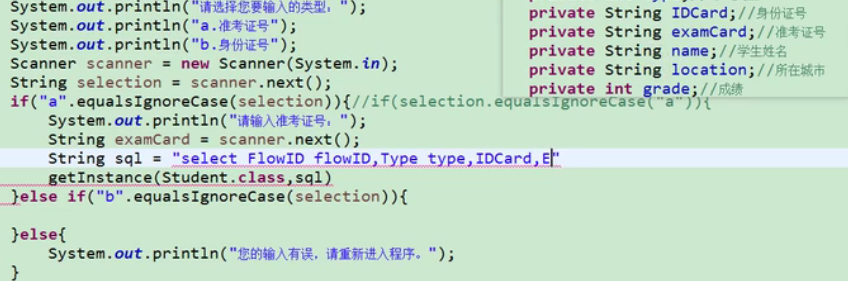 System.out.println("请选择您要输入的类型：");
System.out.println("a.准考证号");
System.out.println("b.身份证号");
Scanner scanner = new Scanner(System.in);
String selection = scanner.next();
if("a".equalsIgnoreCase(selection)){//if(selection.equalsIgnoreCase("a")){
System.out.println("请输入准考证号：");
String examCard = scanner.next();
String sql = "select FlowID flowID,Type type,IDCard,E"
getInstance(Student.class,sql)
}else if("b".equalsIgnoreCase(selection)){
}else{
System.out.println("您的输入有误，请重新进入程序。");
}
private String IDCard;//身份证号
private String examCard;//准考证号
private String name;//学生姓名
private String location;//所在城市
private int grade;//成绩